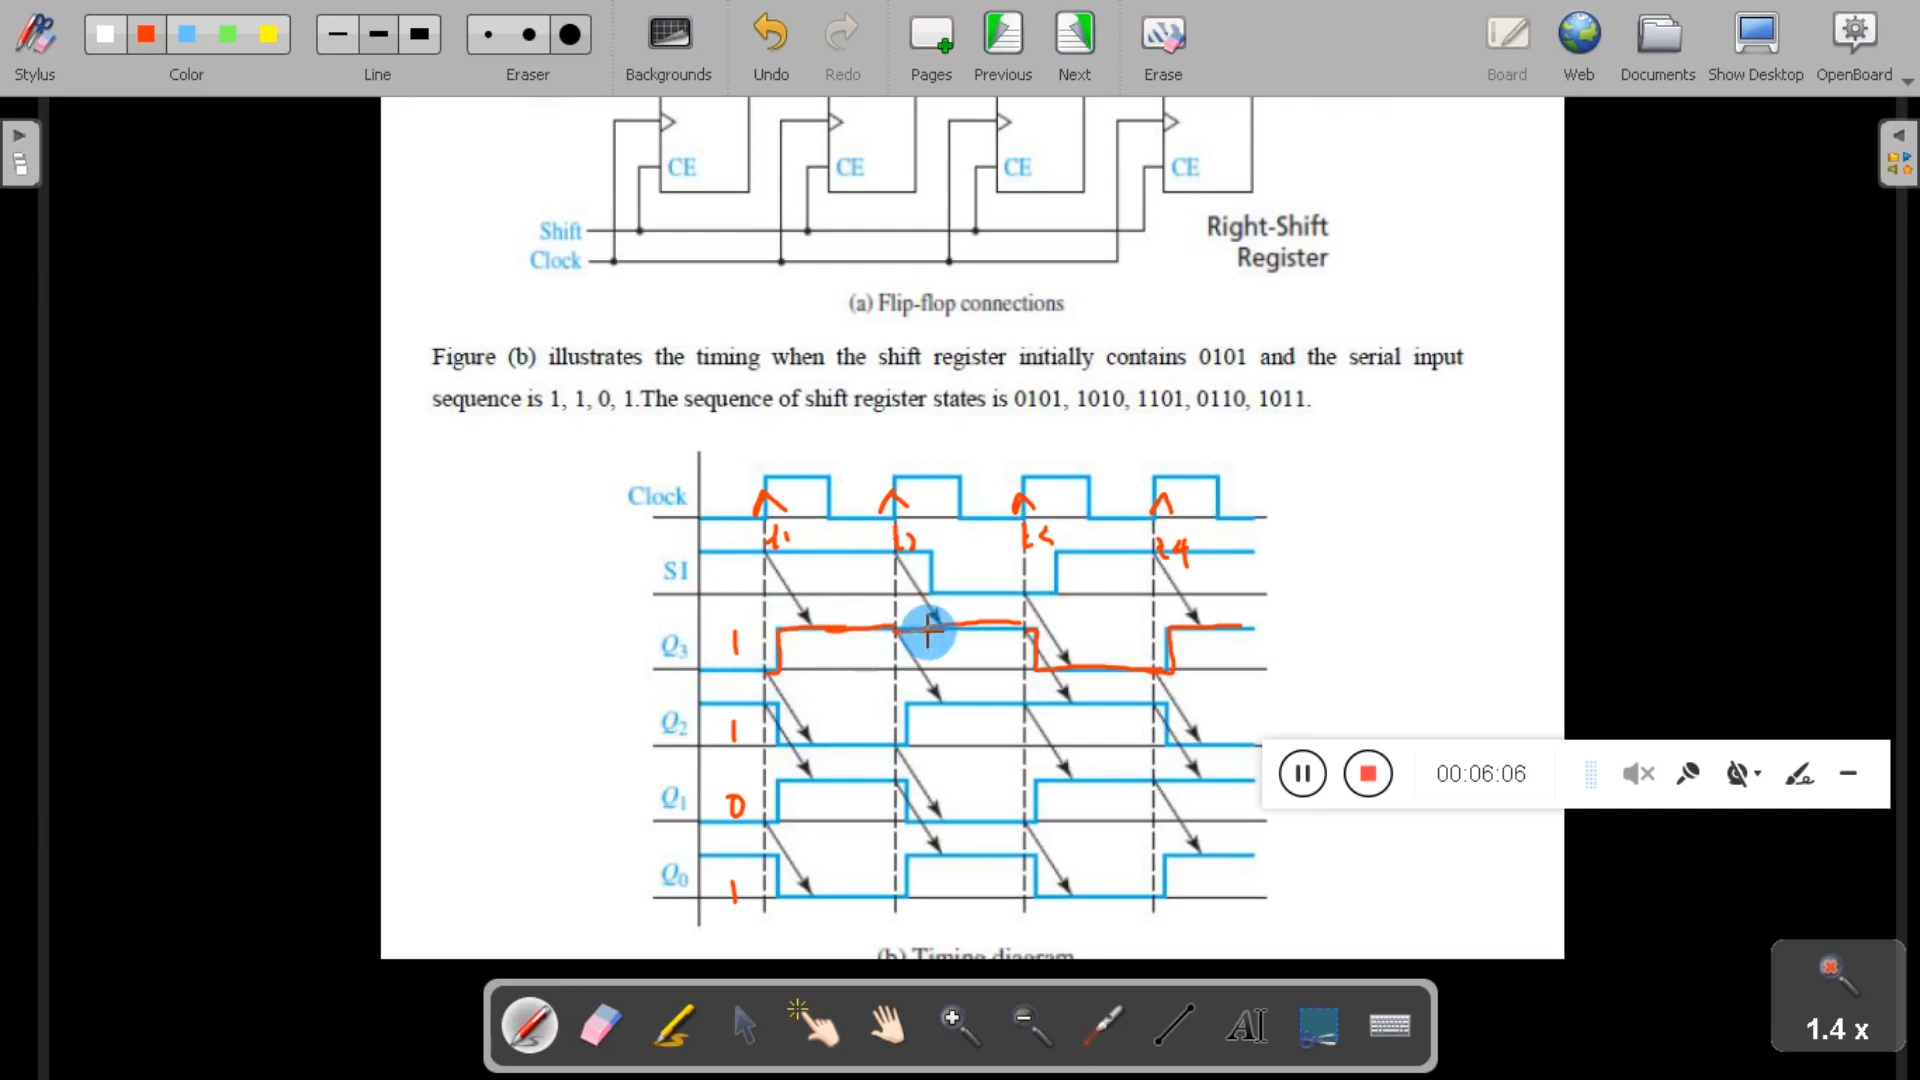 Stylus
Color
Line
Eraser
Backgrounds
Undo
Redo
Pages
Previous
Next
Erase
Board
Web
Documents
Show Desktop
OpenBoard
CE
CE
CE
CE
Shift
Clock
Right-Shift
Register
(a) Flip-flop connections
Figure (b) illustrates the timing when the shift register initially contains 0101 and the serial input
sequence is 1, 1, 0, 1.The sequence of shift register states is 0101, 1010, 1101, 0110, 1011.
Clock
SI
Q3 1
Q2 1
Q1 0
Q0 1
00:06:06
(b) Timing diagram
1.4 x